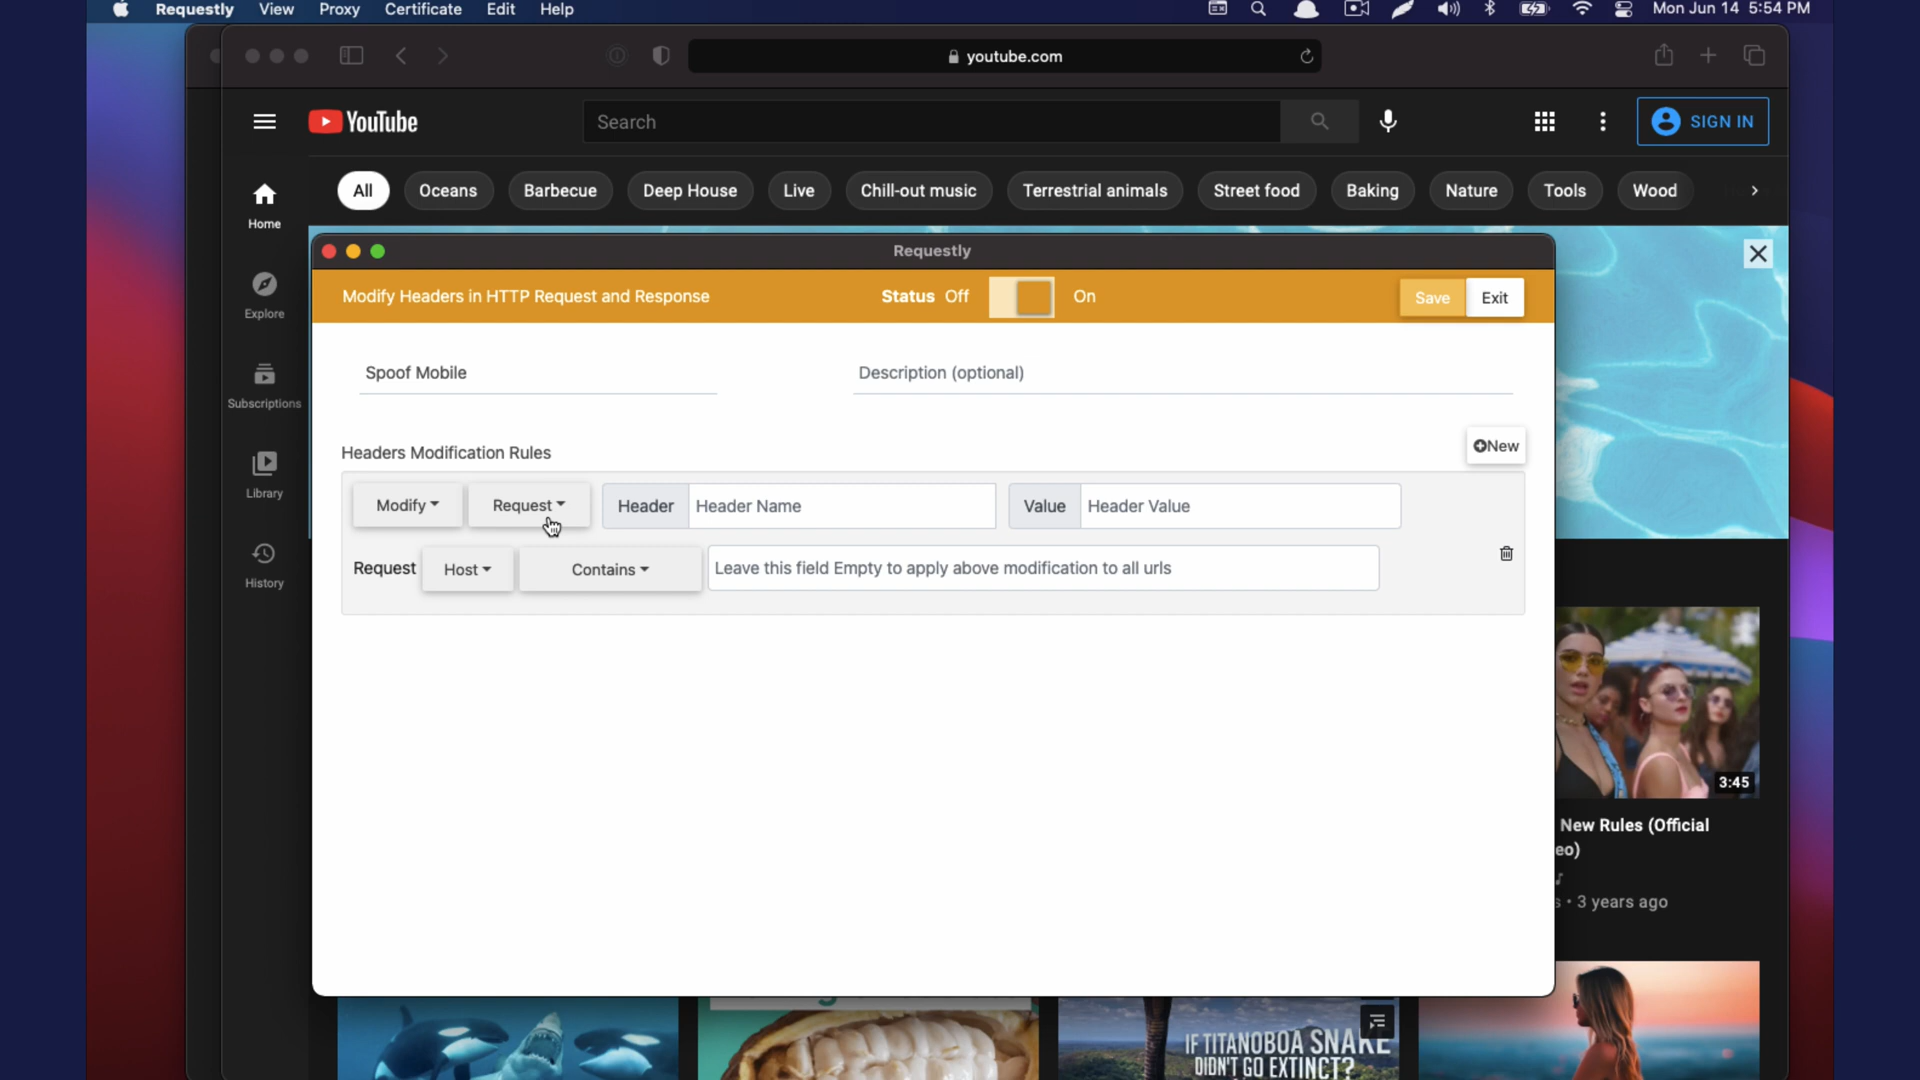 Requestly View Proxy Certificate Edit Help Mon Jun 14 5:54 PM
youtube.com
YouTube Search SIGN IN
All Oceans Barbecue Deep House Live Chill-out music Terrestrial animals Street food Baking Nature Tools Wood
Home
Explore
Subscriptions
Library
History
Requestly
Modify Headers in HTTP Request and Response Status Off On Save Exit
Spoof Mobile Description (optional)
Headers Modification Rules New
Modify Request Header Header Name Value Header Value
Request Host Contains Leave this field Empty to apply above modification to all urls
3:45
New Rules (Official
eo)
s • 3 years ago
IF TITANOBOA SNAKE
DIDN'T GO EXTINCT?